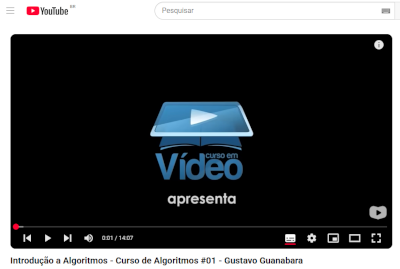 YouTube BR
Pesquisar
curso em
Vídeo
apresenta
0:01 / 14:07
Introdução a Algoritmos - Curso de Algoritmos #01 - Gustavo Guanabara